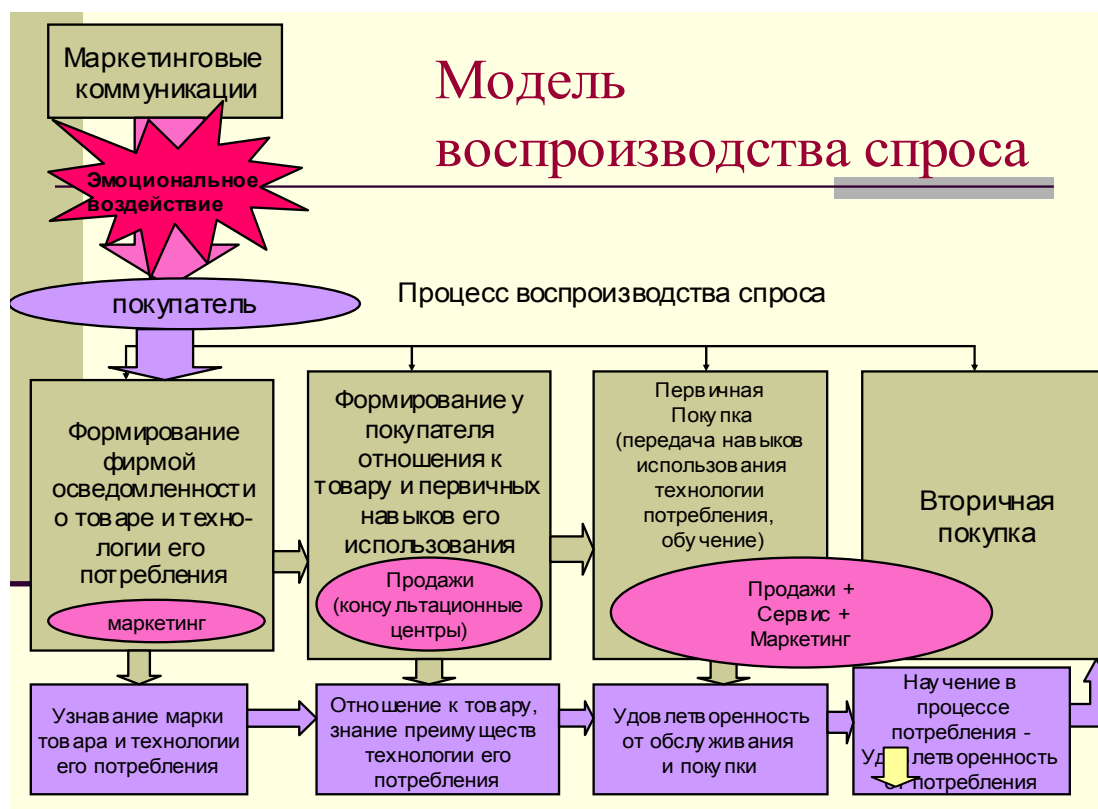 Маркетинговые
коммуникации
Модель
воспроизводства спроса
Эмоциональное
воздействие
покупатель
Процесс воспроизводства спроса
Формирование
фирмой
осведомленности
о товаре и техно-
логии его
потребления
маркетинг
Формирование у
покупателя
отношения к
товару и первичных
навыков его
использования
Продажи
(консультационные
центры)
Первичная
Покупка
(передача навыков
использования
технологии
потребления,
обучение)
Продажи +
Сервис +
Маркетинг
Вторичная
покупка
Узнавание марки
товара и технологии
его потребления
Отношение к товару,
знание преимуществ
технологии его
потребления
Удовлетворенность
от обслуживания
и покупки
Научение в
процессе
потребления -
Удовлетворенность
от потребления